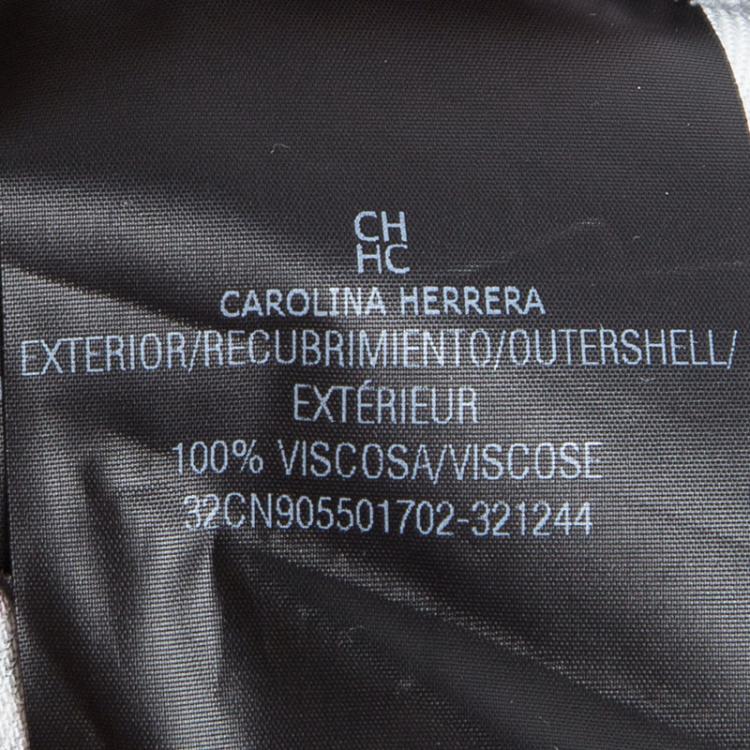 CH
HC
CAROLINA HERRERA
EXTERIOR/RECUBRIMIENTO/OUTERSHELL/
EXTÉRIEUR
100% VISCOSA/VISCOSE
32CN905501702-321244